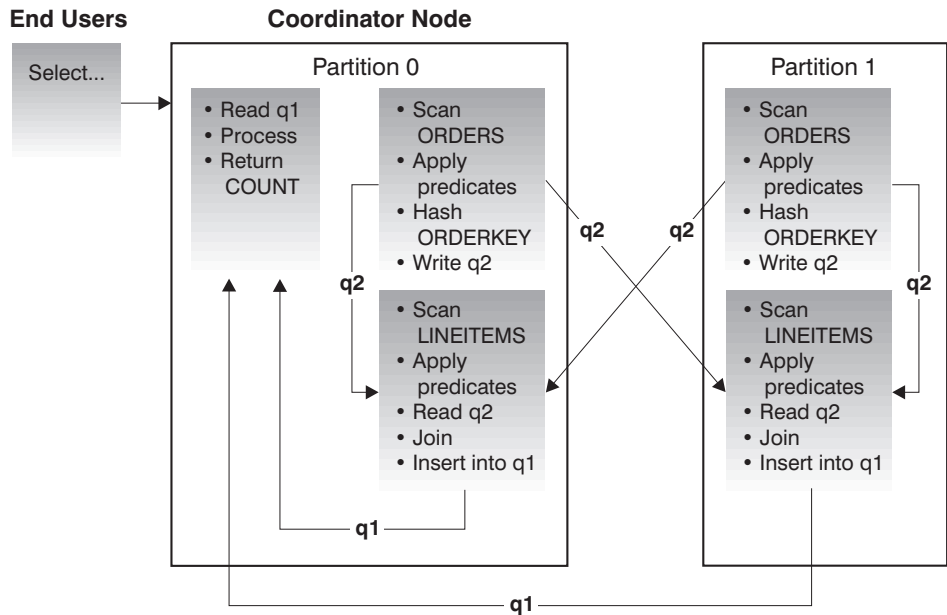 End Users
Coordinator Node
Select...
Partition 0
• Read q1
• Process
• Return
COUNT
• Scan
ORDERS
• Apply
predicates
• Hash
ORDERKEY
• Write q2
q2
• Scan
LINEITEMS
• Apply
predicates
• Read q2
• Join
• Insert into q1
q1
q2
q2
Partition 1
• Scan
ORDERS
• Apply
predicates
• Hash
ORDERKEY
• Write q2
q2
• Scan
LINEITEMS
• Apply
predicates
• Read q2
• Join
• Insert into q1
q1